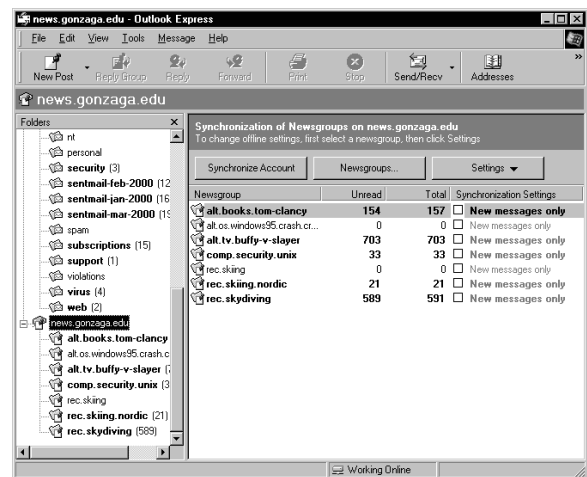 news.gonzaga.edu - Outlook Express
File Edit View Tools Message Help
New Post Reply Group Reply Forward Print Stop Send/Recv Addresses »
news.gonzaga.edu
Folders x
nt
personal
security (3)
sentmail-feb-2000 (12
sentmail-jan-2000 (16
sentmail-mar-2000 (19
spam
subscriptions (15)
support (1)
violations
virus (4)
web (2)
news.gonzaga.edu
alt.books.tom-clancy
alt.os.windows95.crash.c
alt.tv.buffy-v-slayer (7
comp.security.unix (3
rec.skiing
rec.skiing.nordic (21)
rec.skydiving (589)
Synchronization of Newsgroups on news.gonzaga.edu
To change offline settings, first select a newsgroup, then click Settings
Synchronize Account Newsgroups... Settings
Newsgroup Unread Total Synchronization Settings
alt.books.tom-clancy 154 157 New messages only
alt.os.windows95.crash.cr... 0 0 New messages only
alt.tv.buffy-v-slayer 703 703 New messages only
comp.security.unix 33 33 New messages only
rec.skiing 0 0 New messages only
rec.skiing.nordic 21 21 New messages only
rec.skydiving 589 591 New messages only
Working Online